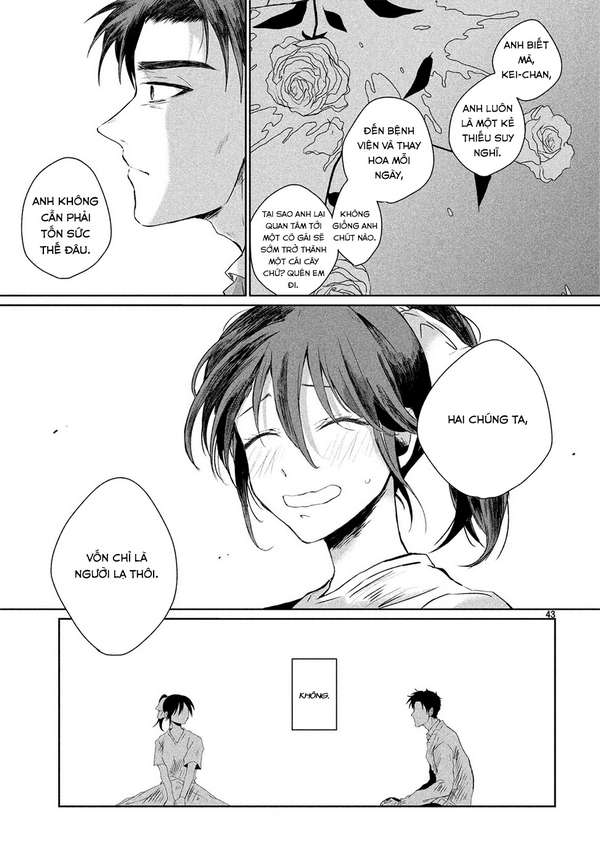 ANH BIẾT
MÀ,
KEI-CHAN,
ANH LUÔN
LÀ MỘT KẺ
THIẾU SUY
NGHĨ.
ĐẾN BỆNH
VIỆN VÀ THAY
HOA MỖI
NGÀY,
KHÔNG
GIỐNG ANH
CHÚT NÀO.
TẠI SAO ANH LẠI
QUAN TÂM TỚI
MỘT CÔ GÁI SẼ
SỚM TRỞ THÀNH
MỘT CÁI CÂY
CHỨ? QUÊN EM
ĐI.
ANH KHÔNG
CẦN PHẢI
TỐN SỨC
THẾ ĐÂU.
HAI CHÚNG TA,
VỐN CHỈ LÀ
NGƯỜI LẠ THÔI.
43
KHÔNG.